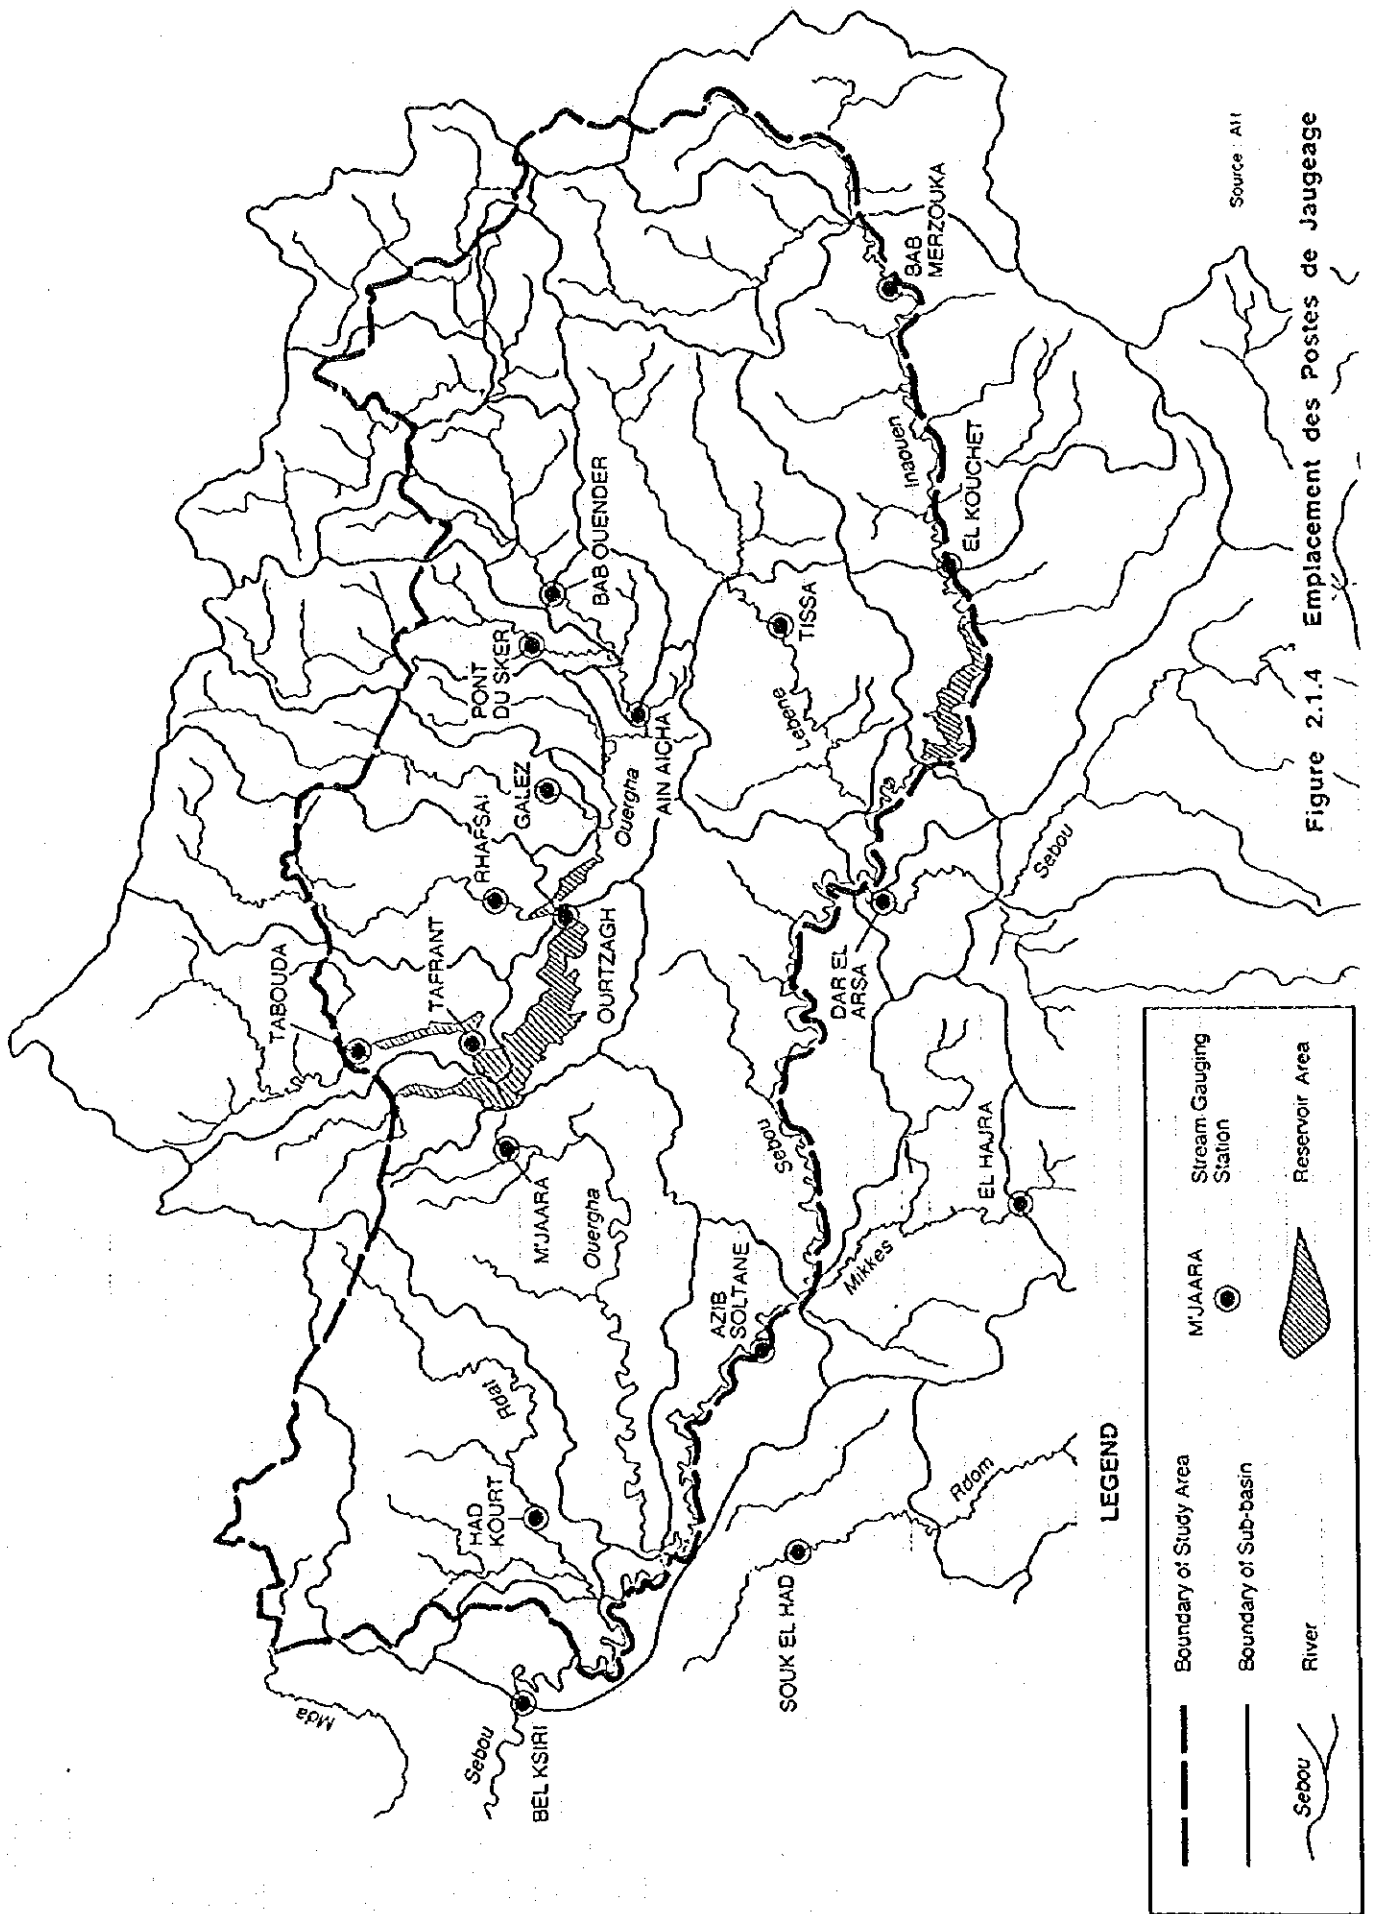 Mda
Sebou
BEL KSIRI
HAD
KOURT
Rdat
TABOUDA
TAFRANT
M'JAARA
Ouergha
RHAFSAI
GALEZ
OURTZAGH
Ouergha
PONT
DU SKER
AIN AICHA
BAB OUENDER
TISSA
Lebene
Inaouen
BAB
MERZOUKA
EL KOUCHET
Sebou
DAR EL
ARSA
Sebou
AZIB
SOLTANE
Mikkes
EL HAJRA
SOUK EL HAD
Rdom
LEGEND
Boundary of Study Area
M'JAARA
Stream Gauging
Station
Boundary of Sub-basin
Sebou
River
Reservoir Area
Source : AH
Figure 2.1.4 Emplacement des Postes de Jaugeage